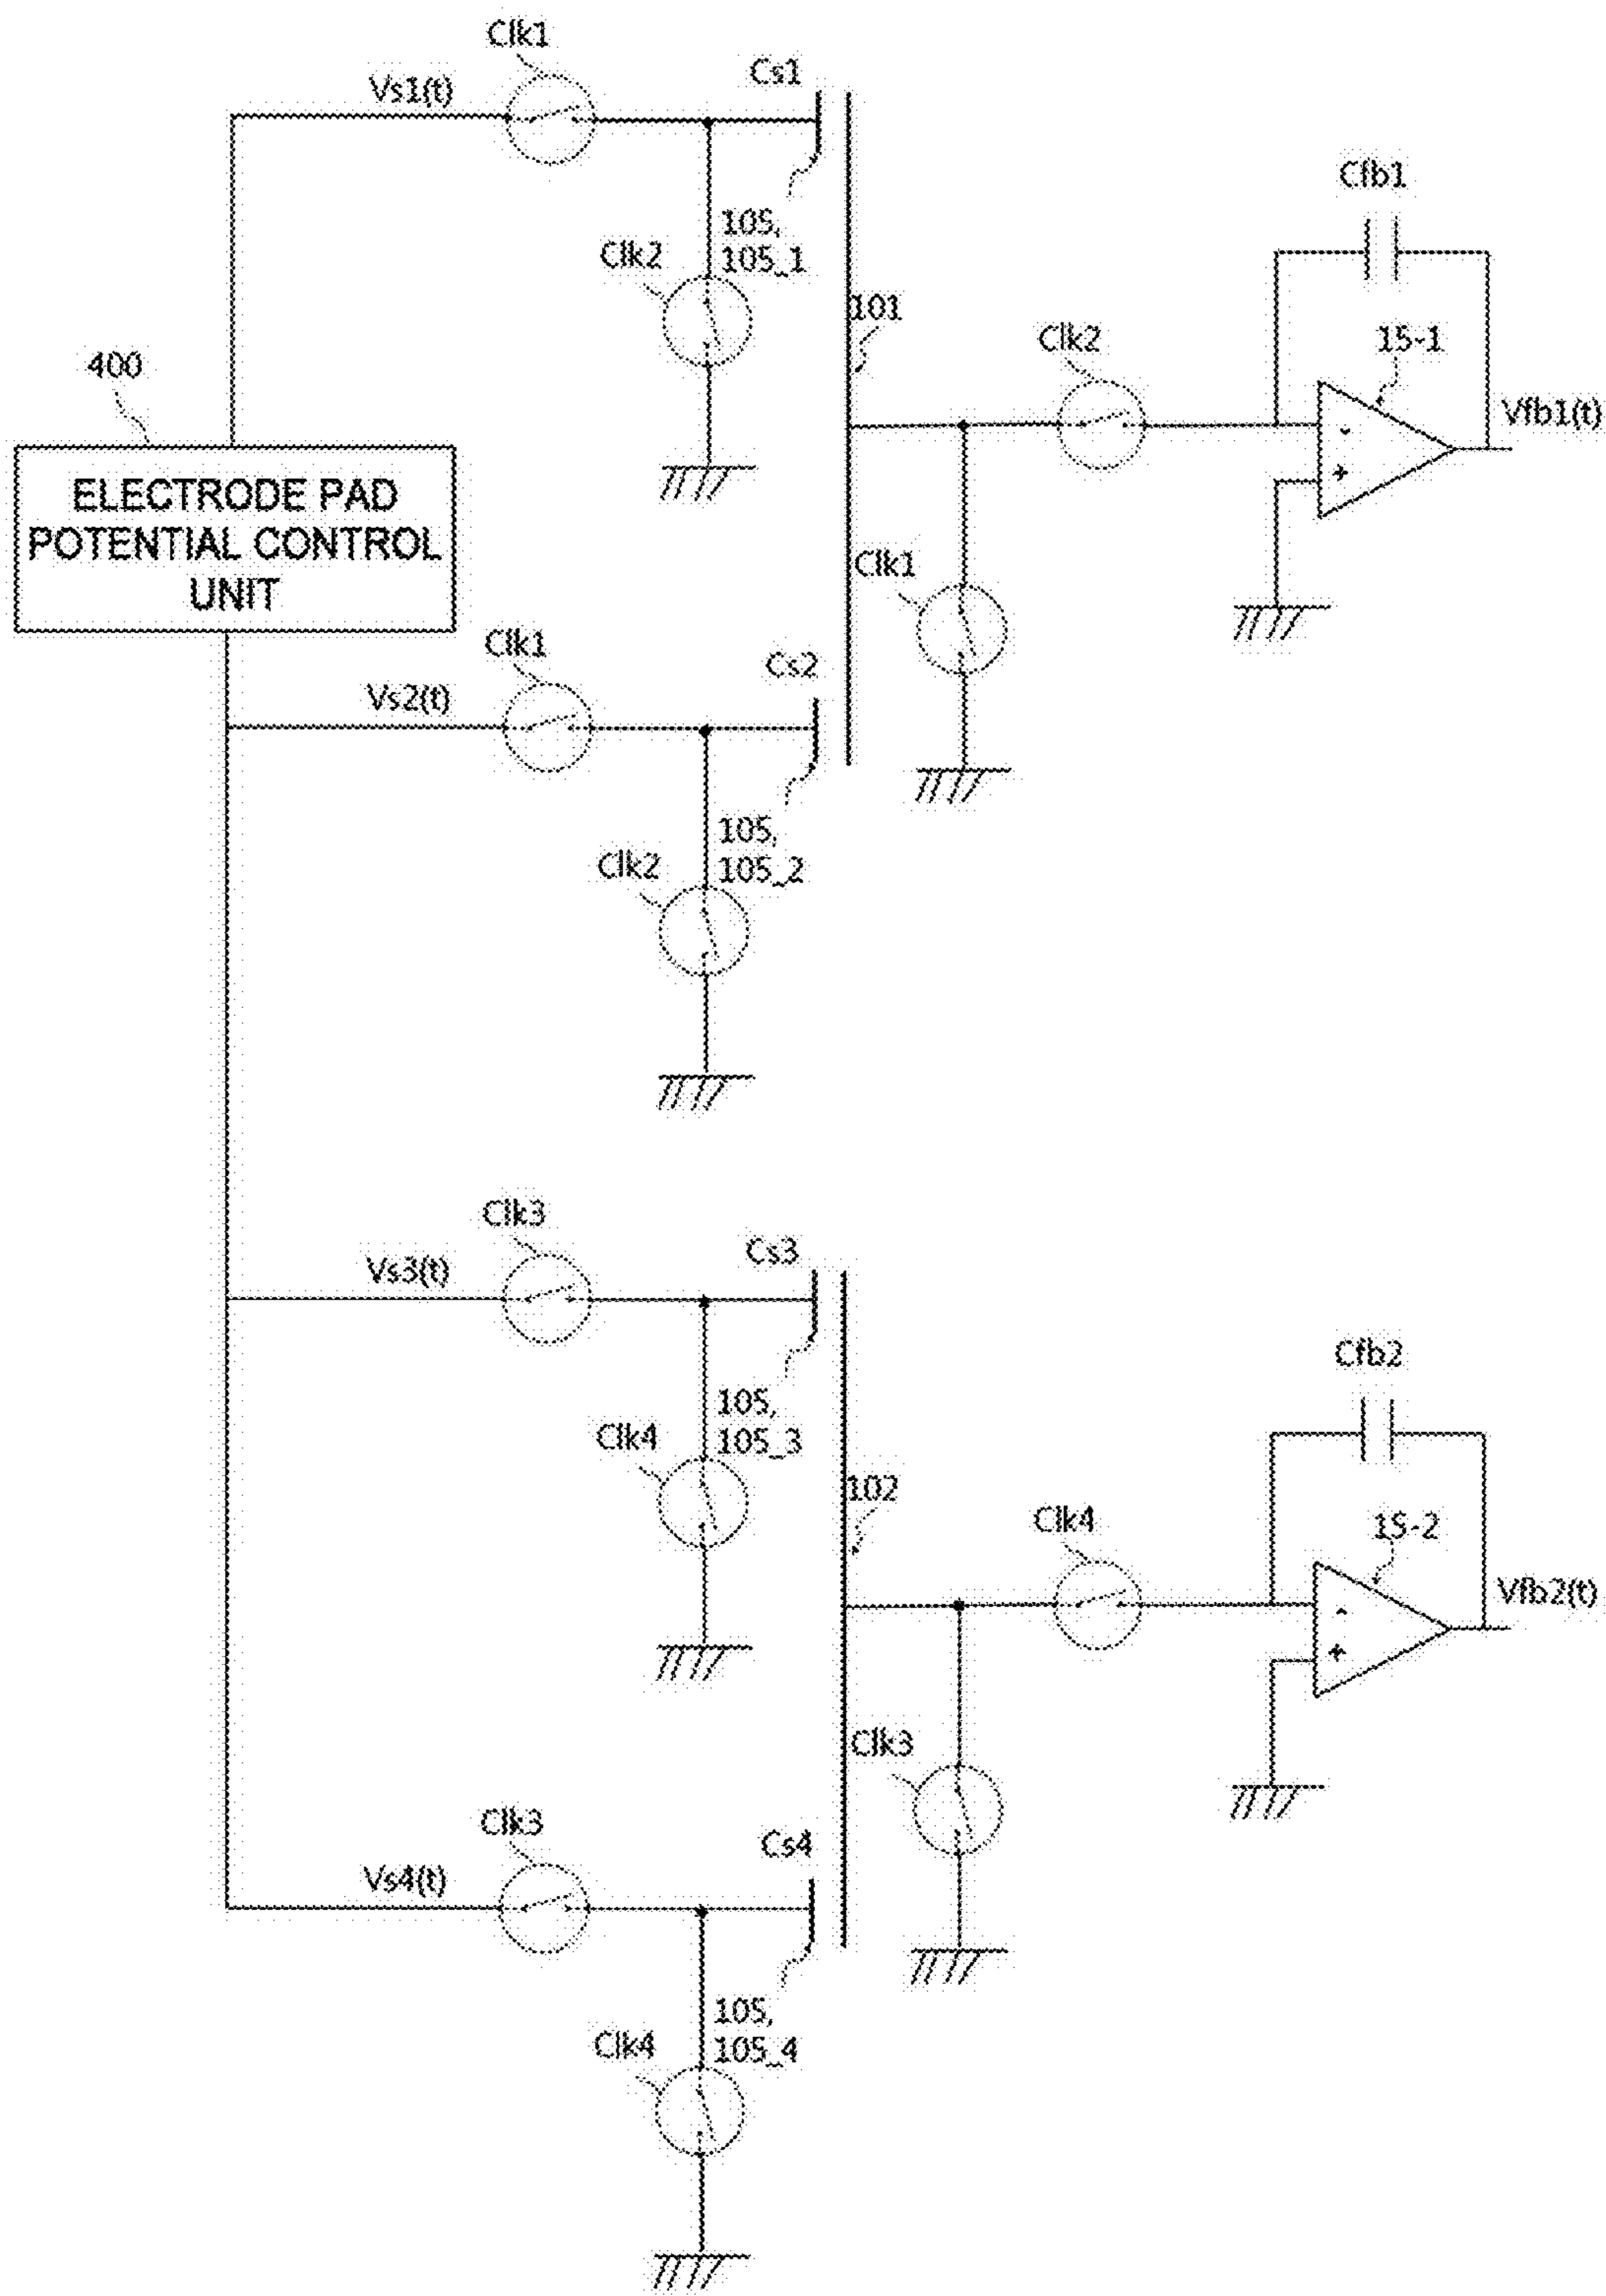 Clk1
Cs1
Vs1(t)
Cfb1
105,
105_1
Clk2
101
Clk2
15-1
400
Vfb1(t)
-
+
ELECTRODE PAD
POTENTIAL CONTROL
UNIT
Clk1
Clk1
Cs2
Vs2(t)
105,
105_2
Clk2
Clk3
Cs3
Vs3(t)
Cfb2
105,
105_3
Clk4
102
Clk4
15-2
Vfb2(t)
-
+
Clk3
Clk3
Cs4
Vs4(t)
105,
105_4
Clk4